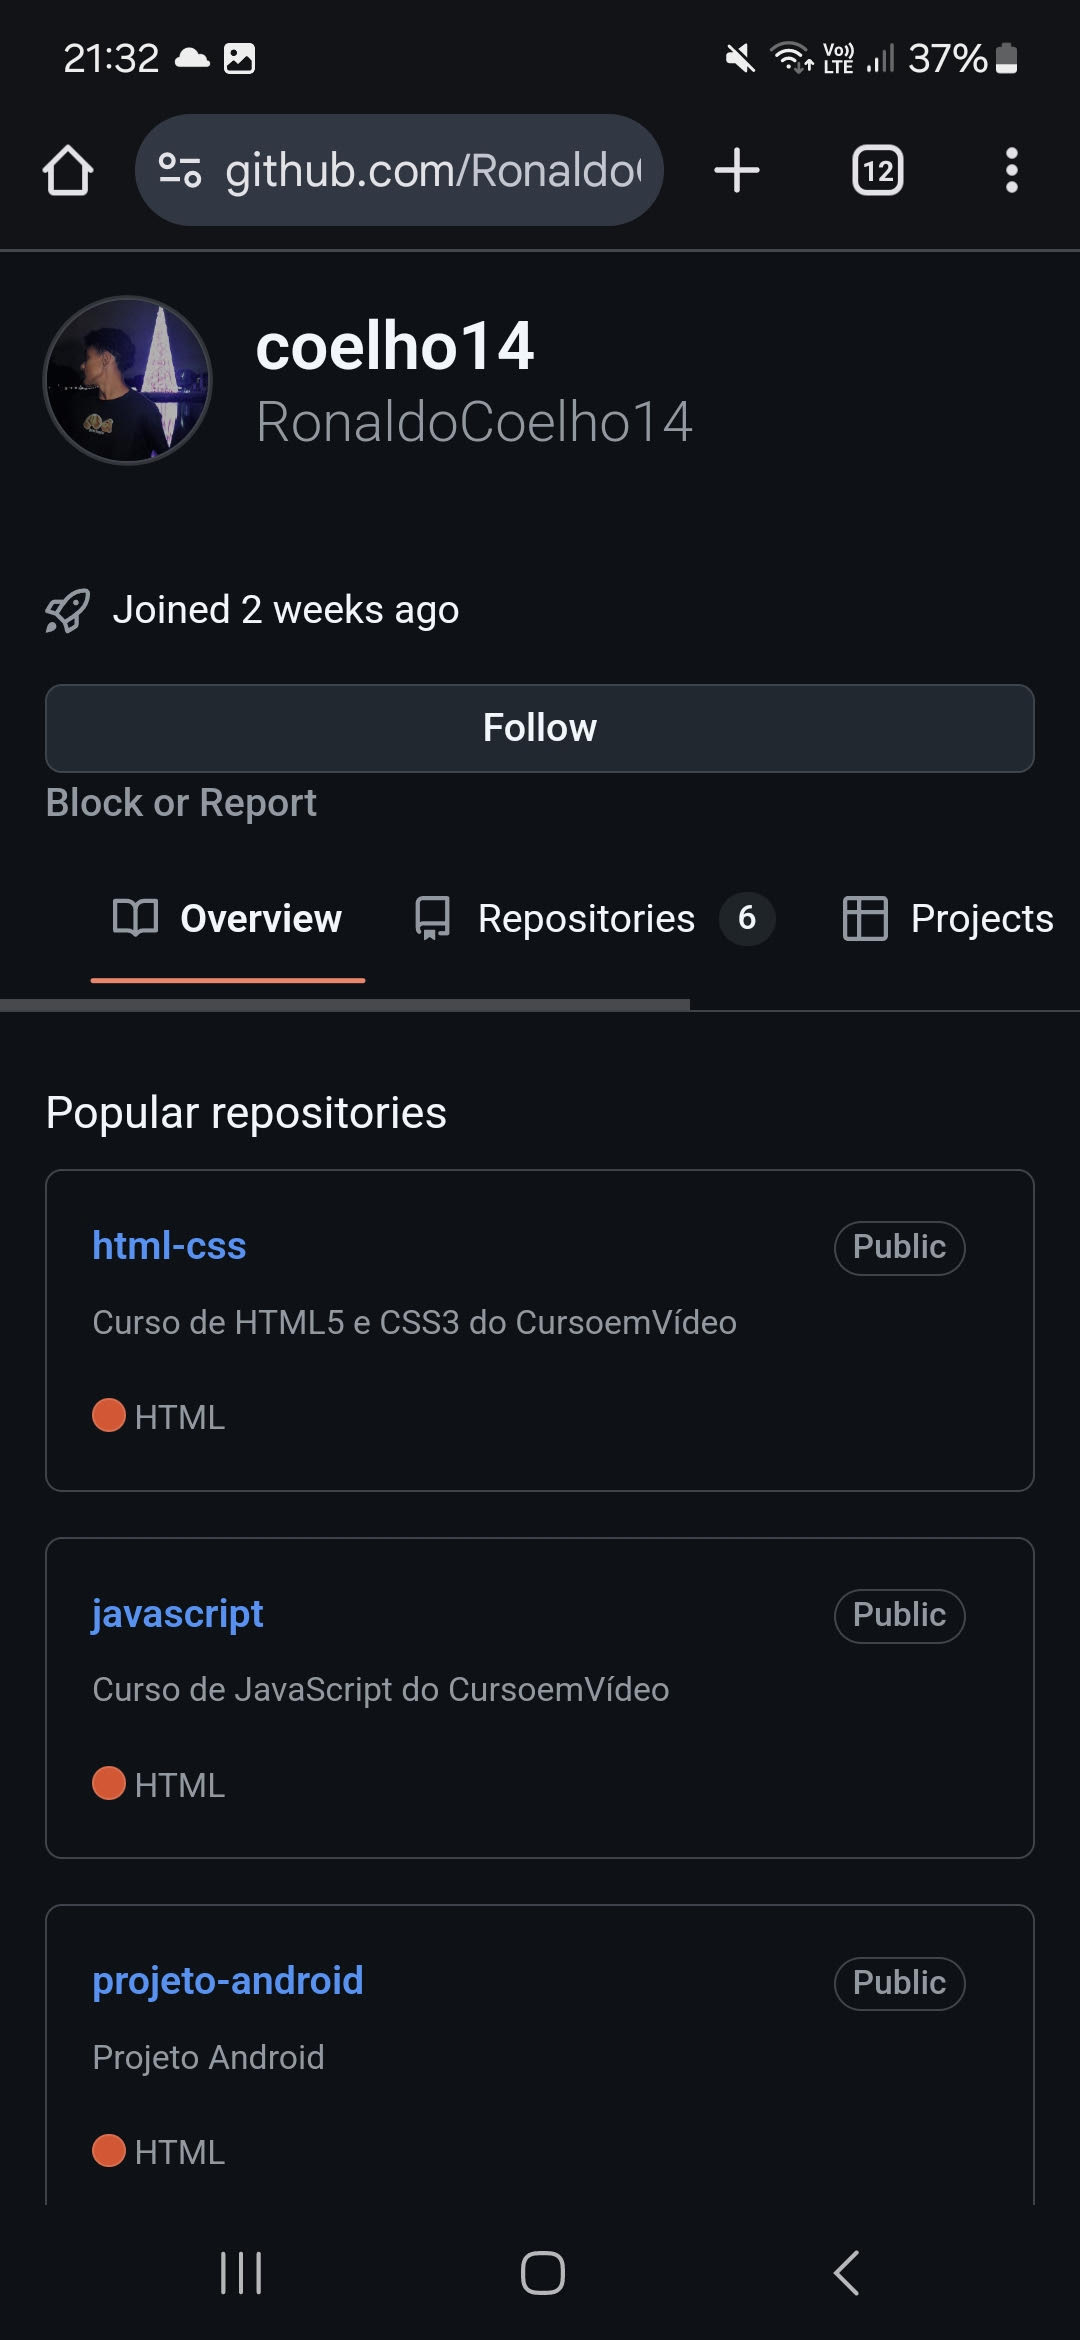 21:32 Vo)) LTE 37%
github.com/Ronaldo
12
coelho14
RonaldoCoelho14
Joined 2 weeks ago
Follow
Block or Report
Overview Repositories 6 Projects
Popular repositories
html-css Public
Curso de HTML5 e CSS3 do CursoemVídeo
HTML
javascript Public
Curso de JavaScript do CursoemVídeo
HTML
projeto-android Public
Projeto Android
HTML